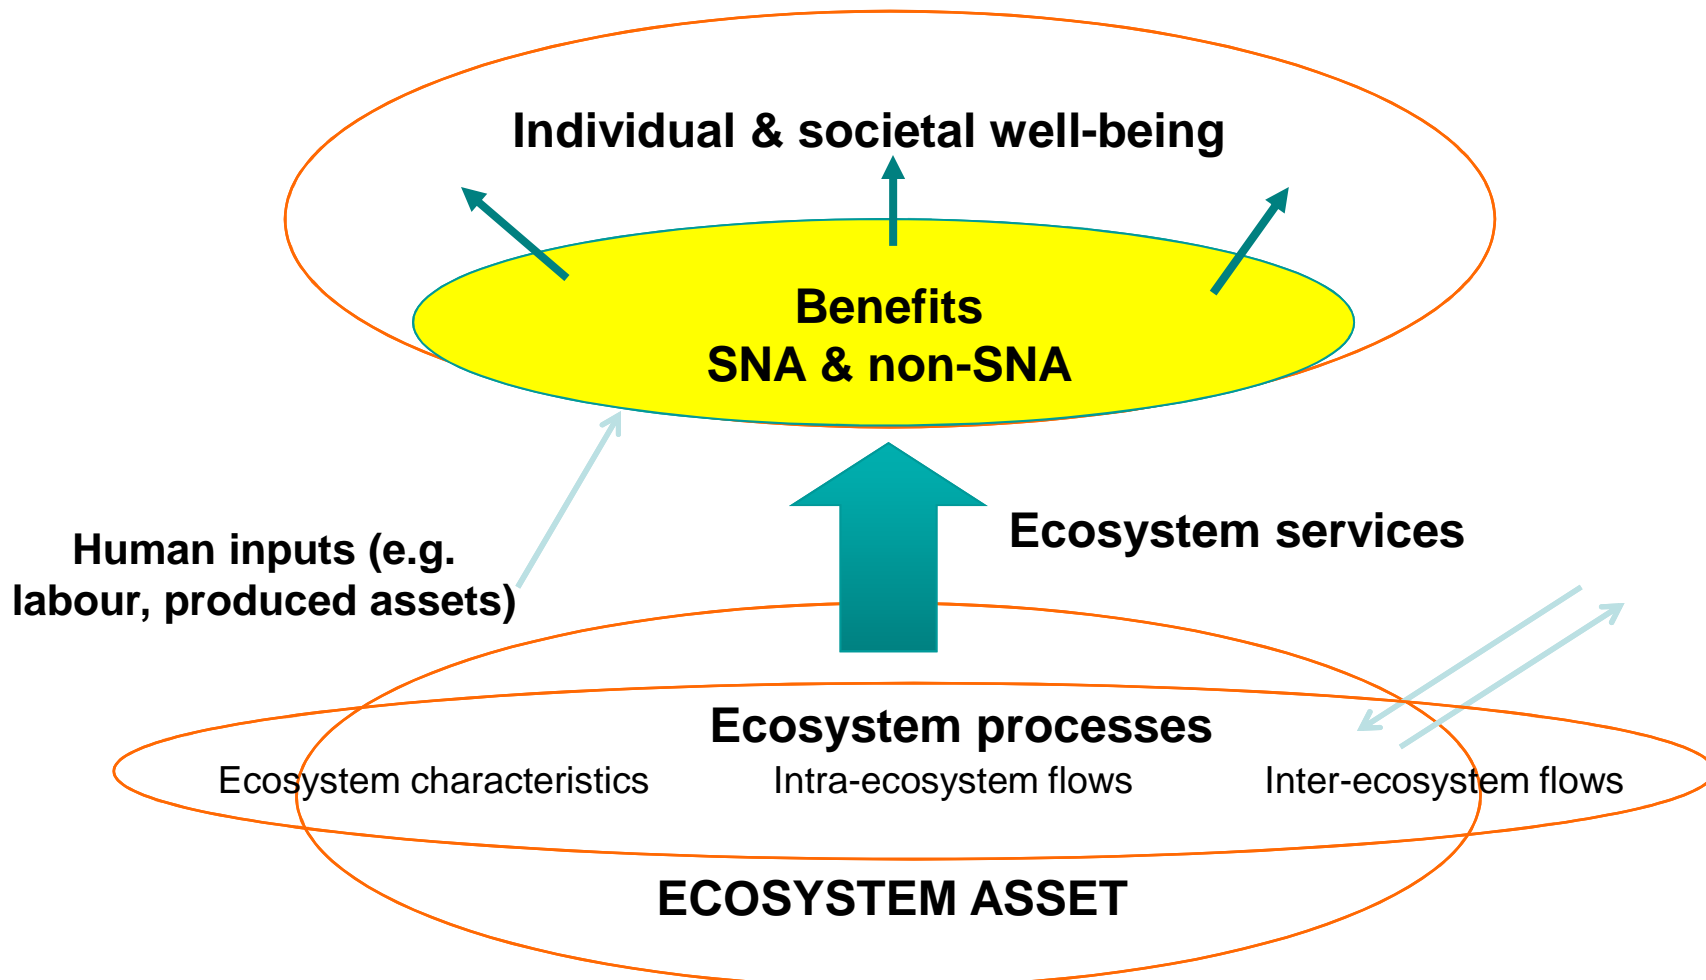 Individual & societal well-being
Benefits
SNA & non-SNA
Ecosystem services
Human inputs (e.g.
labour, produced assets)
Ecosystem processes
Ecosystem characteristics
Intra-ecosystem flows
Inter-ecosystem flows
ECOSYSTEM ASSET